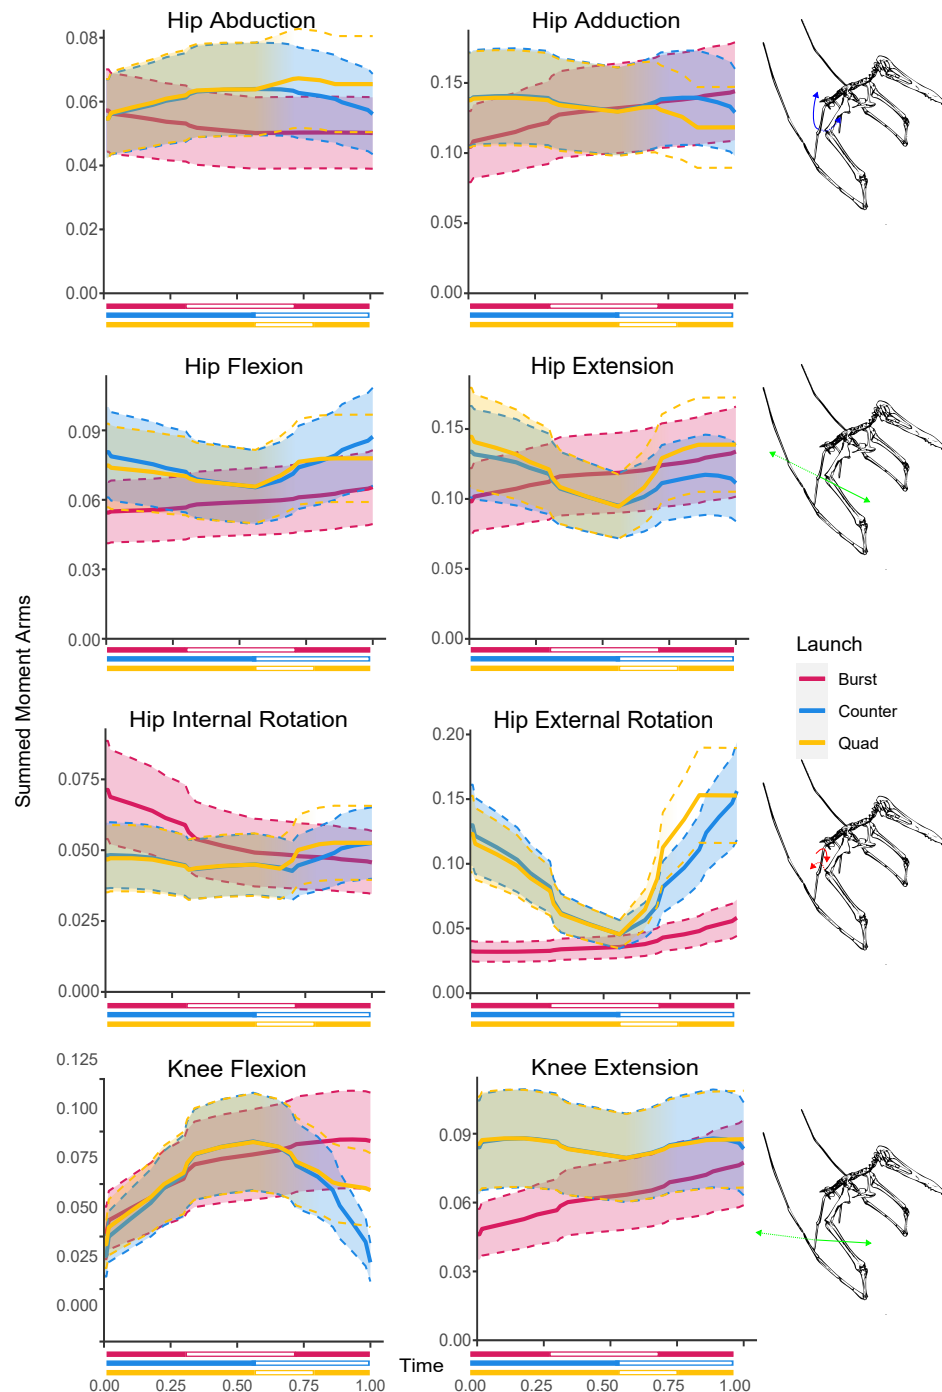 Hip Abduction
Hip Adduction
0.08
0.06
0.04
0.02
0.00
0.15
0.10
0.05
0.00
Hip Flexion
Hip Extension
0.09
0.06
0.03
0.00
0.15
0.10
0.05
0.00
Summed Moment Arms
Launch
Burst
Counter
Quad
Hip Internal Rotation
Hip External Rotation
0.075
0.050
0.025
0.000
0.20
0.15
0.10
0.05
0.00
Knee Flexion
Knee Extension
0.125
0.100
0.075
0.050
0.025
0.000
0.09
0.06
0.03
0.00
Time
0.00 0.25 0.50 0.75 1.00
0.00 0.25 0.50 0.75 1.00